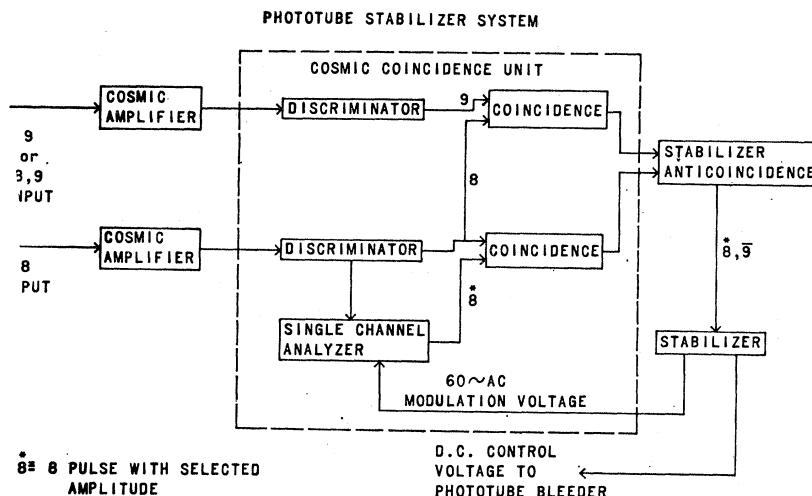 PHOTOTUBE STABILIZER SYSTEM
COSMIC COINCIDENCE UNIT
COSMIC
AMPLIFIER
DISCRIMINATOR
9
COINCIDENCE
9
or
8,9
STABILIZER
ANTICOINCIDENCE
8
COSMIC
AMPLIFIER
DISCRIMINATOR
COINCIDENCE
*
8,9̅
8
*
8
SINGLE CHANNEL
ANALYZER
STABILIZER
60~AC
MODULATION VOLTAGE
*
8≡ 8 PULSE WITH SELECTED
AMPLITUDE
D.C. CONTROL
VOLTAGE TO
PHOTOTUBE BLEEDER